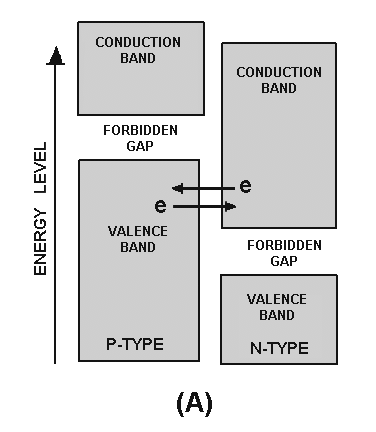 CONDUCTION
BAND
CONDUCTION
BAND
FORBIDDEN
GAP
e
e
VALENCE
BAND
FORBIDDEN
GAP
VALENCE
BAND
P-TYPE
N-TYPE
ENERGY LEVEL
(A)